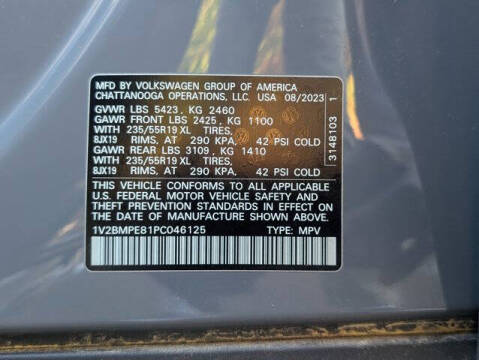 MFD BY VOLKSWAGEN GROUP OF AMERICA
CHATTANOOGA OPERATIONS, LLC. USA 08/2023
GVWR LBS 5423, KG 2460
GAWR FRONT LBS 2425, KG 1100
WITH 235/55R19 XL TIRES,
8JX19 RIMS, AT 290 KPA, 42 PSI COLD
GAWR REAR LBS 3109, KG 1410
WITH 235/55R19 XL TIRES,
8JX19 RIMS, AT 290 KPA, 42 PSI COLD
THIS VEHICLE CONFORMS TO ALL APPLICABLE
U.S. FEDERAL MOTOR VEHICLE SAFETY AND
THEFT PREVENTION STANDARDS IN EFFECT ON
THE DATE OF MANUFACTURE SHOWN ABOVE.
1V2BMPE81PC046125 TYPE: MPV
3148103 1